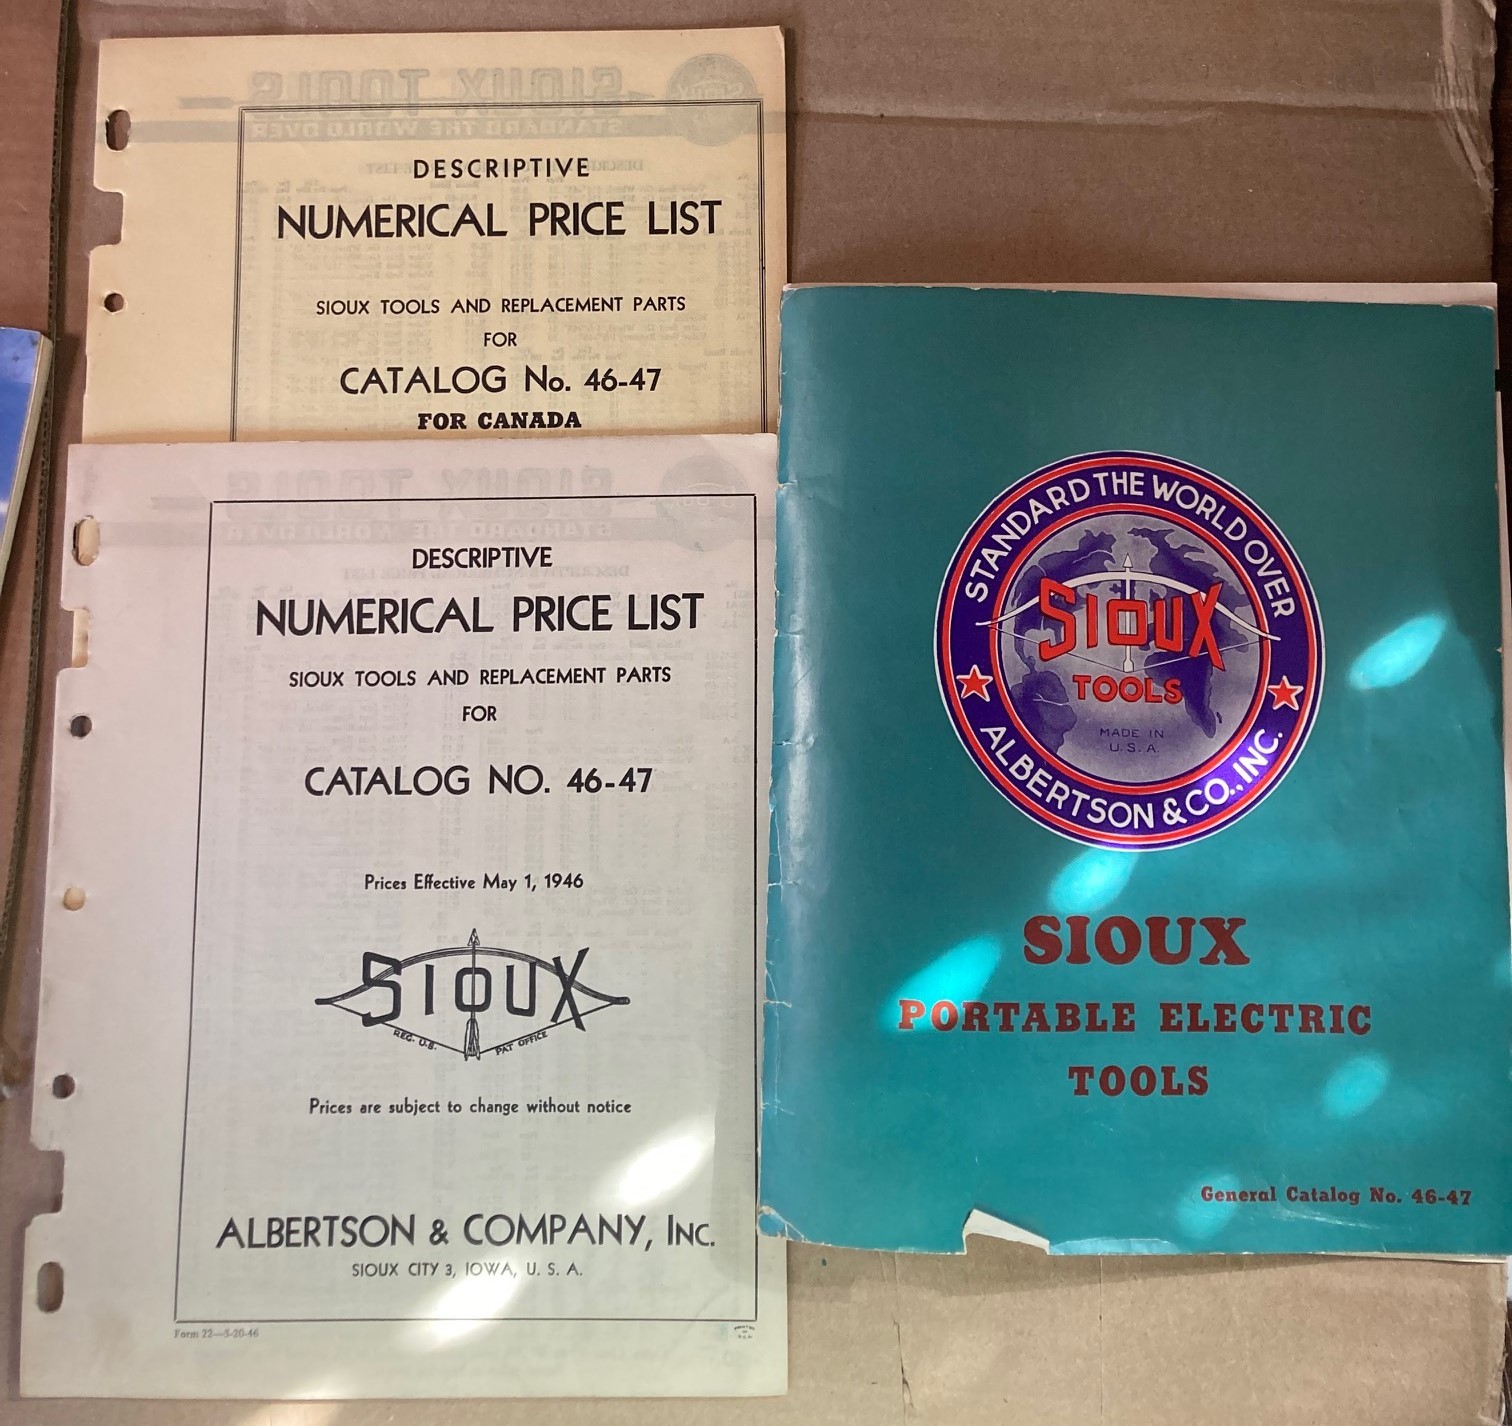 DESCRIPTIVE
NUMERICAL PRICE LIST
SIOUX TOOLS AND REPLACEMENT PARTS
FOR
CATALOG No. 46-47
FOR CANADA
DESCRIPTIVE
NUMERICAL PRICE LIST
SIOUX TOOLS AND REPLACEMENT PARTS
FOR
CATALOG NO. 46-47
Prices Effective May 1, 1946
SIOUX
REG. U.S. PAT OFFICE
Prices are subject to change without notice
ALBERTSON & COMPANY, INC.
SIOUX CITY 3, IOWA, U. S. A.
Form 22—3-20-46
STANDARD THE WORLD OVER
SIOUX
TOOLS
MADE IN
U.S.A.
ALBERTSON & CO., INC.
SIOUX
PORTABLE ELECTRIC
TOOLS
General Catalog No. 46-47